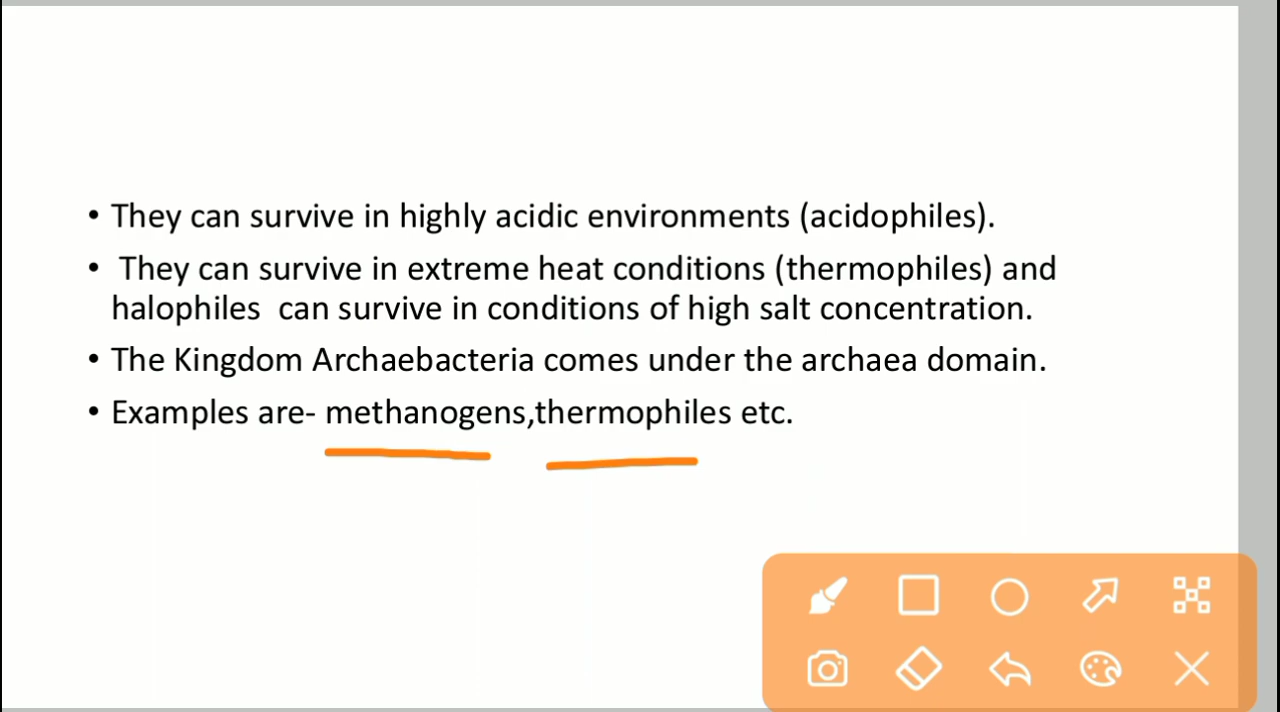 • They can survive in highly acidic environments (acidophiles).
• They can survive in extreme heat conditions (thermophiles) and
halophiles can survive in conditions of high salt concentration.
• The Kingdom Archaebacteria comes under the archaea domain.
• Examples are- methanogens,thermophiles etc.